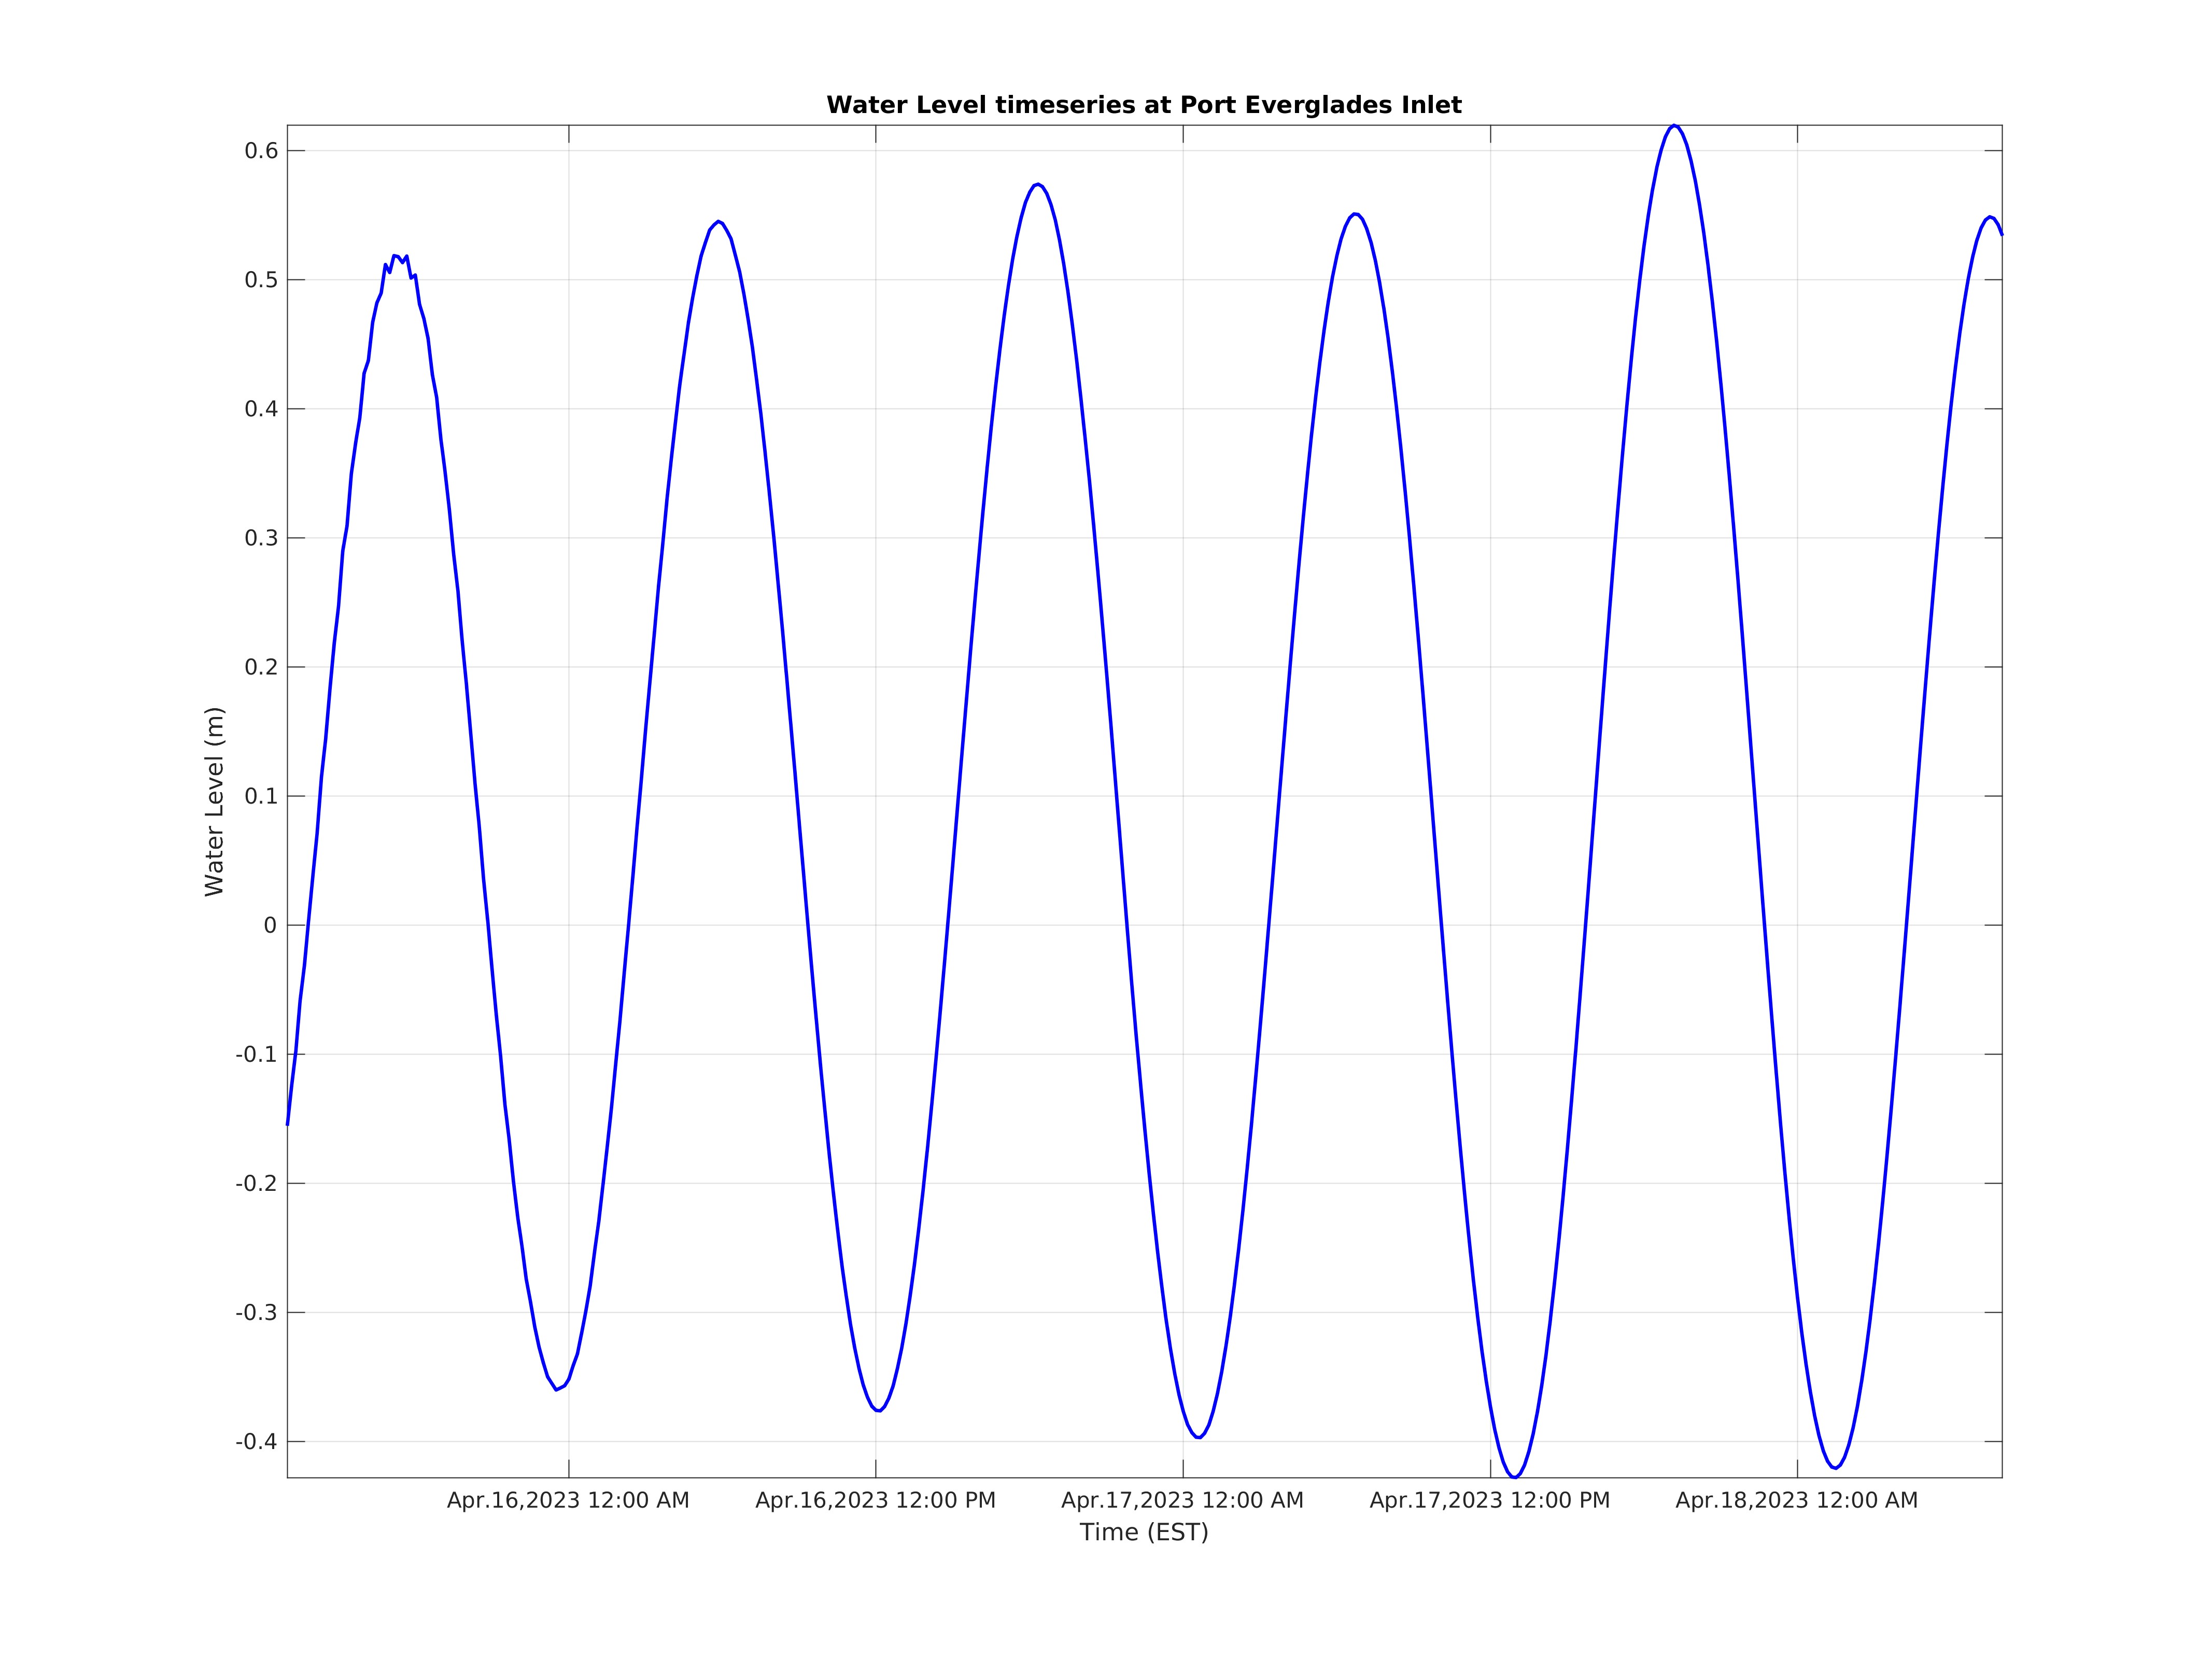 Water Level timeseries at Port Everglades Inlet
0.6
0.5
0.4
0.3
0.2
0.1
0
-0.1
-0.2
-0.3
-0.4
Water Level (m)
Apr.16,2023 12:00 AM
Apr.16,2023 12:00 PM
Apr.17,2023 12:00 AM
Apr.17,2023 12:00 PM
Apr.18,2023 12:00 AM
Time (EST)